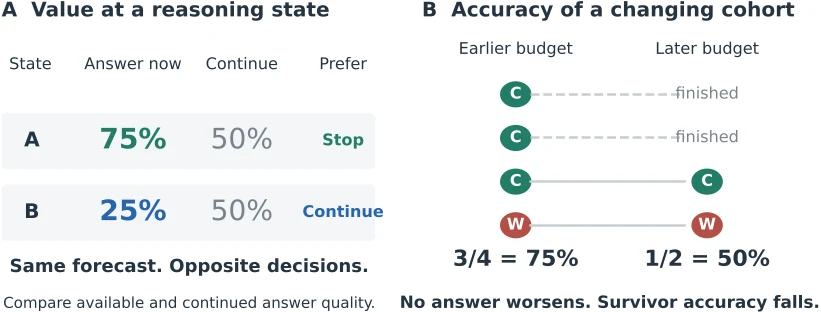 A Value at a reasoning state
State Answer now Continue Prefer
A 75% 50% Stop
B 25% 50% Continue
Same forecast. Opposite decisions.
Compare available and continued answer quality.
B Accuracy of a changing cohort
Earlier budget Later budget
C finished
C finished
C C
W W
3/4 = 75% 1/2 = 50%
No answer worsens. Survivor accuracy falls.